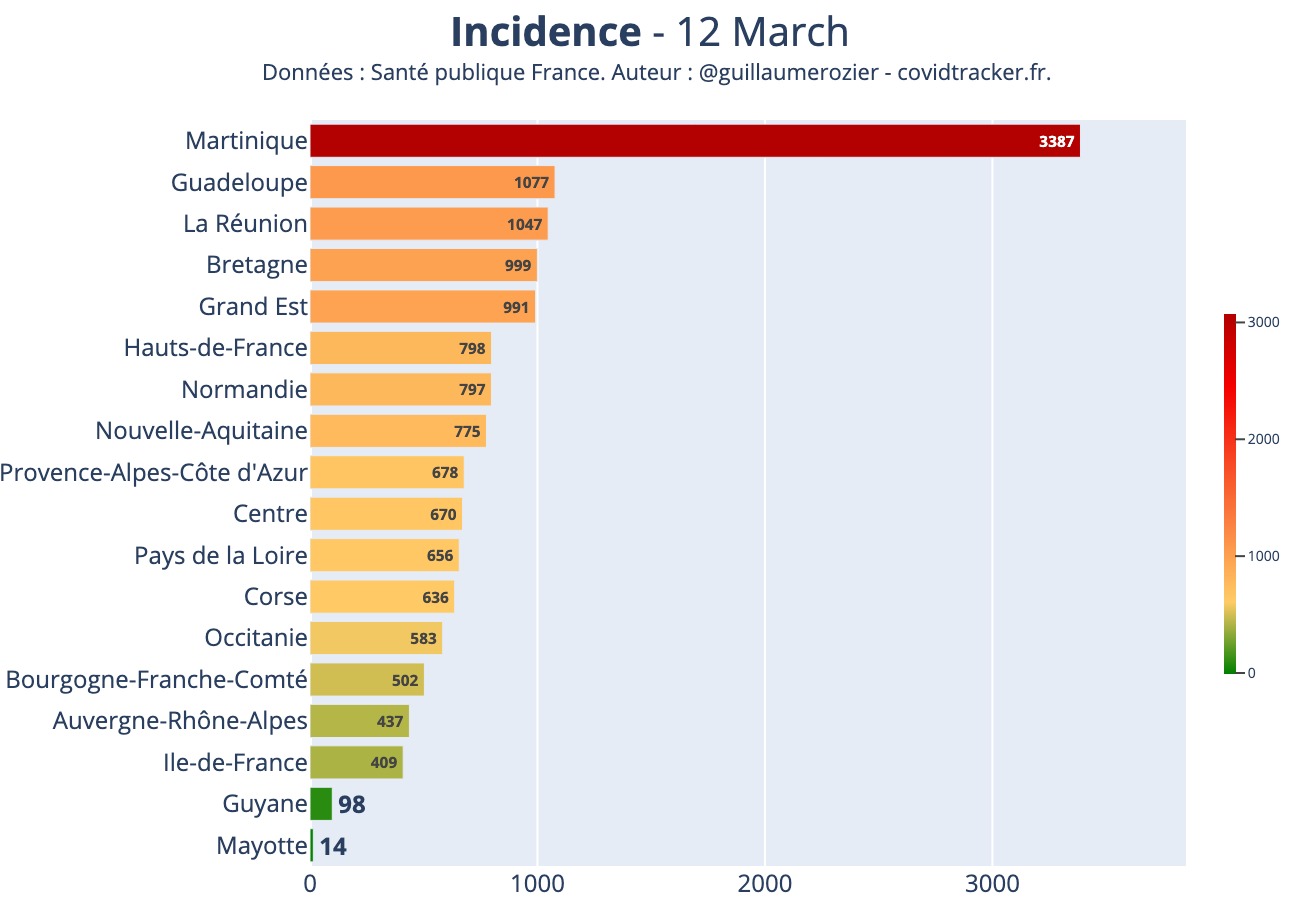 Incidence - 12 March
Données : Santé publique France. Auteur : @guillaumerozier - covidtracker.fr.
Martinique 3387
Guadeloupe 1077
La Réunion 1047
Bretagne 999
Grand Est 991
Hauts-de-France 798
Normandie 797
Nouvelle-Aquitaine 775
Provence-Alpes-Côte d'Azur 678
Centre 670
Pays de la Loire 656
Corse 636
Occitanie 583
Bourgogne-Franche-Comté 502
Auvergne-Rhône-Alpes 437
Ile-de-France 409
Guyane 98
Mayotte 14
0 1000 2000 3000
3000
2000
1000
0